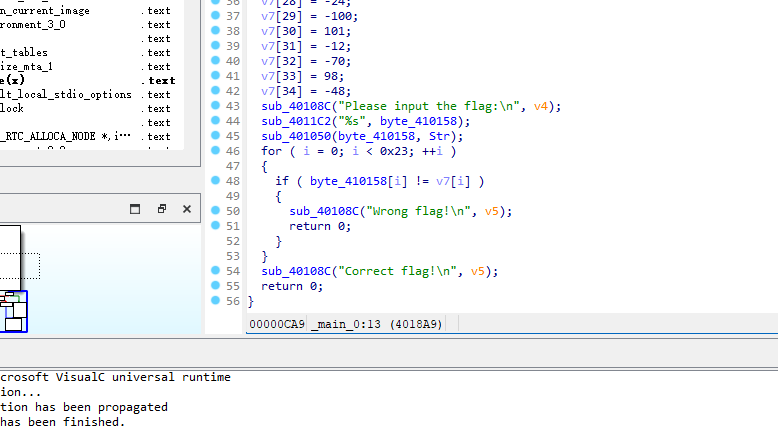 n_current_image .text
ronment_3_0 .text
.text
t_tables .text
ize_mta_1 .text
e(x) .text
lt_local_stdio_options .text
lock .text
.text
_RTC_ALLOCA_NODE *,i… .text
36 v7[28] = -24;
37 v7[29] = -100;
38 v7[30] = 101;
39 v7[31] = -12;
40 v7[32] = -70;
41 v7[33] = 98;
42 v7[34] = -48;
43 sub_40108C("Please input the flag:\n", v4);
44 sub_4011C2("%s", byte_410158);
45 sub_401050(byte_410158, Str);
46 for ( i = 0; i < 0x23; ++i )
47 {
48 if ( byte_410158[i] != v7[i] )
49 {
50 sub_40108C("Wrong flag!\n", v5);
51 return 0;
52 }
53 }
54 sub_40108C("Correct flag!\n", v5);
55 return 0;
56 }
00000CA9 _main_0:13 (4018A9)
crosoft VisualC universal runtime
ion...
tion has been propagated
has been finished.